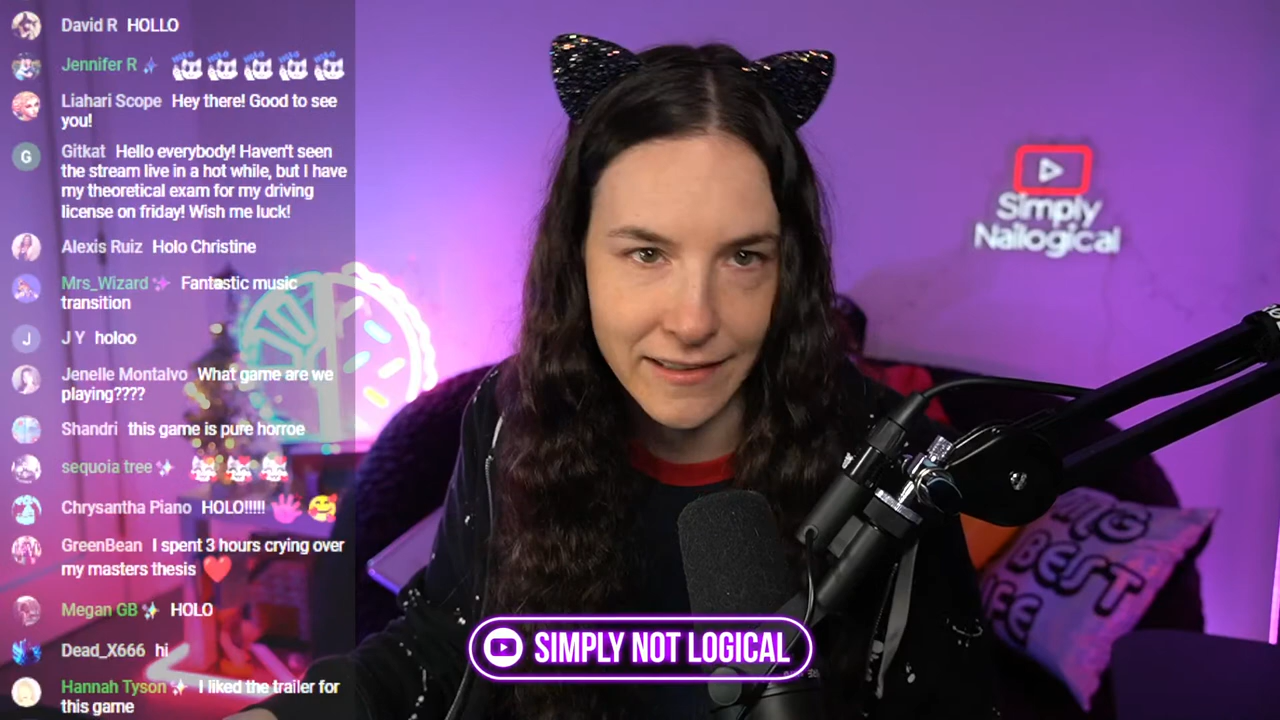 David R HOLLO
Jennifer R
Liahari Scope Hey there! Good to see
you!
G Gitkat Hello everybody! Haven't seen
the stream live in a hot while, but I have
my theoretical exam for my driving
license on friday! Wish me luck!
Alexis Ruiz Holo Christine
Mrs_Wizard Fantastic music
transition
J J Y holoo
Jenelle Montalvo What game are we
playing????
Shandri this game is pure horroe
sequoia tree
Chrysantha Piano HOLO!!!!!
GreenBean I spent 3 hours crying over
my masters thesis
Megan GB HOLO
Dead_X666 hi
Hannah Tyson I liked the trailer for
this game
Simply
Nailogical
BEST
SIMPLY NOT LOGICAL